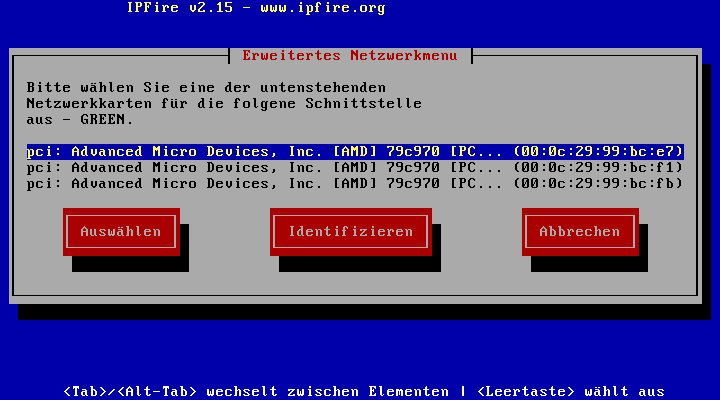 IPFire v2.15 - www.ipfire.org
Erweitertes Netzwerkmenu
Bitte wählen Sie eine der untenstehenden
Netzwerkkarten für die folgene Schnittstelle
aus - GREEN.
pci: Advanced Micro Devices, Inc. [AMD] 79c970 [PC... (00:0c:29:99:bc:e7)
pci: Advanced Micro Devices, Inc. [AMD] 79c970 [PC... (00:0c:29:99:bc:f1)
pci: Advanced Micro Devices, Inc. [AMD] 79c970 [PC... (00:0c:29:99:bc:fb)
Auswählen Identifizieren Abbrechen
<Tab>/<Alt-Tab> wechselt zwischen Elementen | <Leertaste> wählt aus